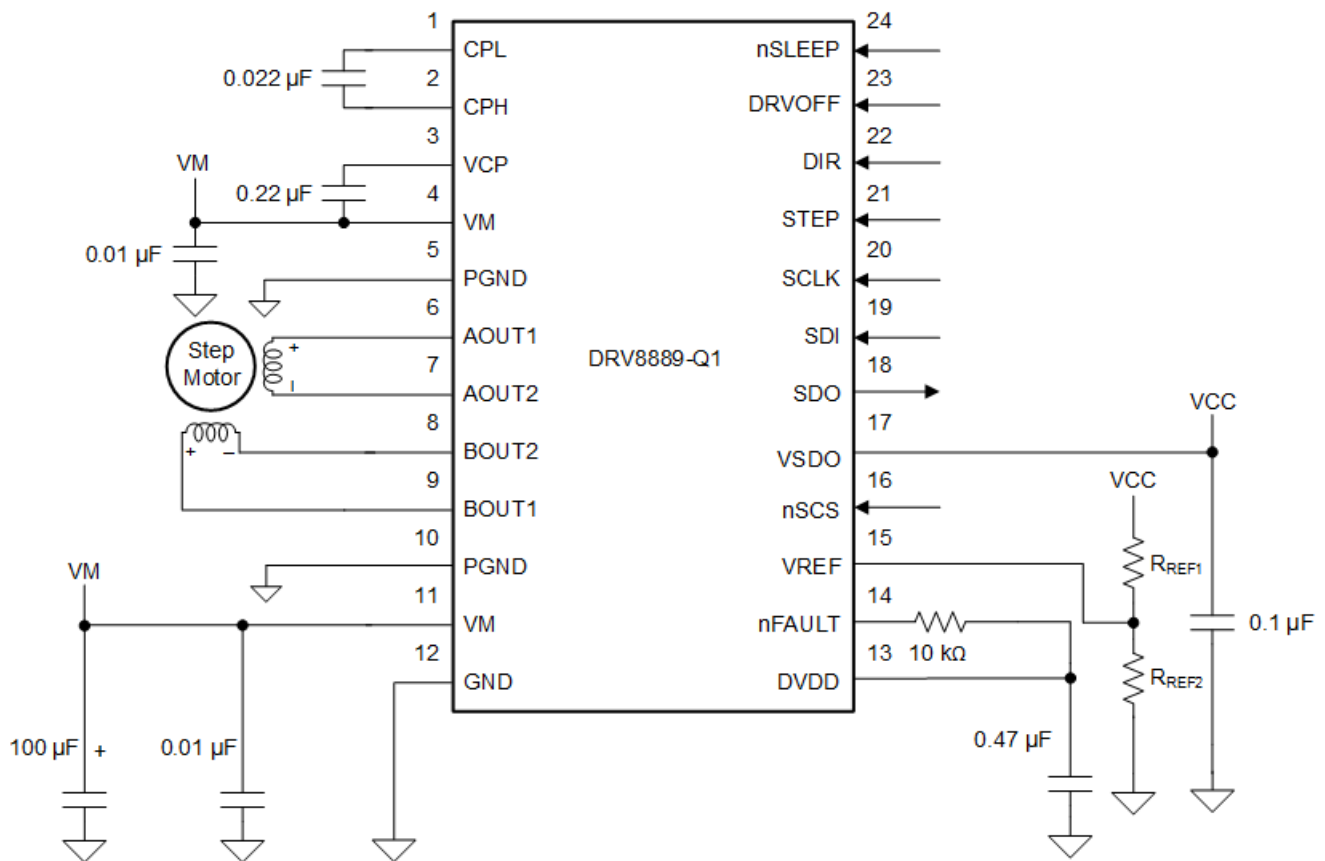 1
CPL
0.022 µF
2
CPH
3
VCP
VM
0.22 µF
4
VM
0.01 µF
5
PGND
6
AOUT1
Step
Motor
+
–
7
AOUT2
8
BOUT2
+
–
9
BOUT1
10
PGND
VM
11
VM
12
GND
100 µF +
0.01 µF
DRV8889-Q1
24
nSLEEP
23
DRVOFF
22
DIR
21
STEP
20
SCLK
19
SDI
18
SDO
VCC
17
VSDO
16
nSCS
VCC
15
VREF
RREF1
14
nFAULT
10 kΩ
0.1 µF
13
DVDD
RREF2
0.47 µF